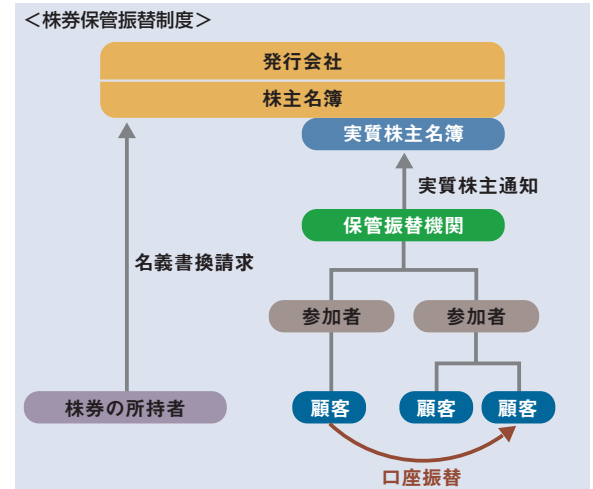 ＜株券保管振替制度＞
発行会社
株主名簿
実質株主名簿
実質株主通知
保管振替機関
名義書換請求
参加者
参加者
株券の所持者
顧客
顧客
顧客
口座振替